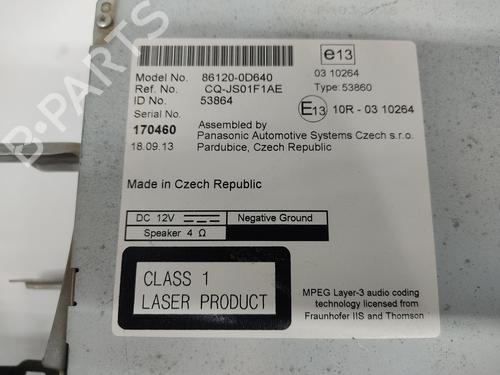 B-PARTS
Model No. 86120-0D640
Ref. No. CQ-JS01F1AE
ID No. 53864
Serial No.
170460 Assembled by
18.09.13 Panasonic Automotive Systems Czech s.r.o.
Pardubice, Czech Republic
e13
03 10264
Type: 53860
E13 10R - 03 10264
Made in Czech Republic
DC 12V Negative Ground
Speaker 4 Ω
CLASS 1
LASER PRODUCT
MPEG Layer-3 audio coding
technology licensed from
Fraunhofer IIS and Thomson